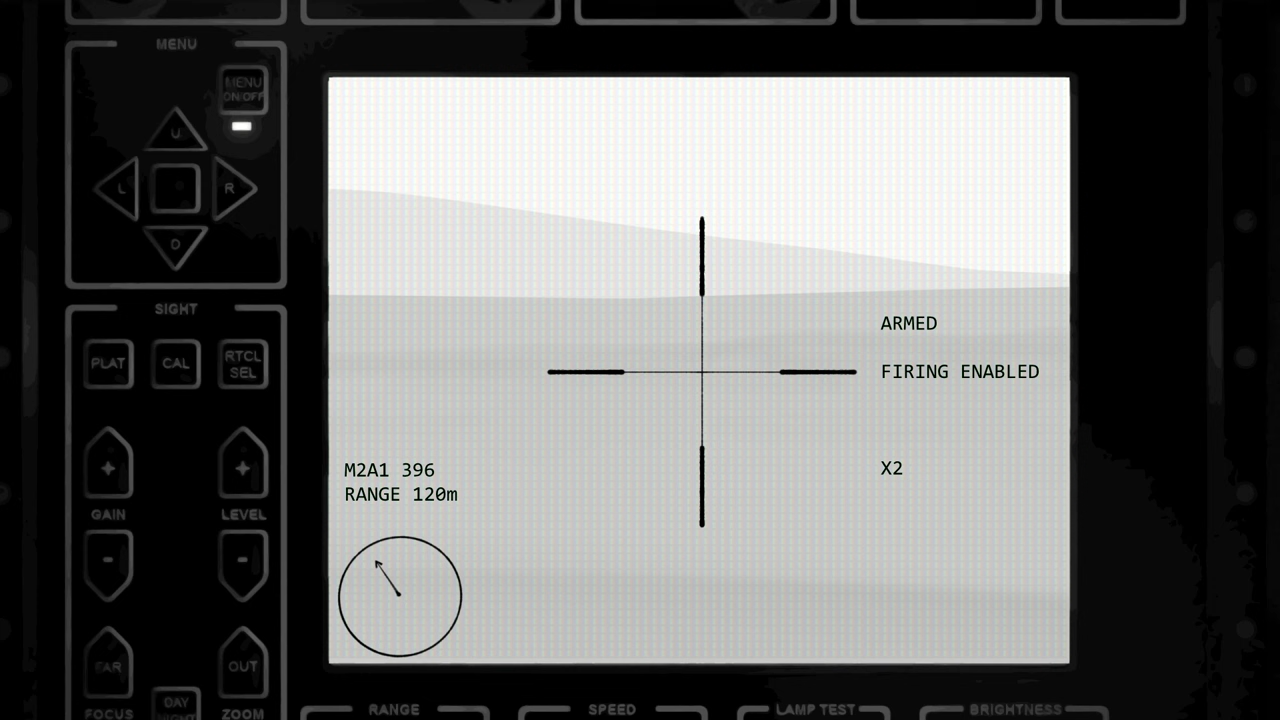 MENU
MENU
ON/OFF
U
L
R
D
SIGHT
PLAT
CAL
RTCL
SEL
+
+
GAIN
LEVEL
-
-
FAR
OUT
DAY
NIGHT
FOCUS
ZOOM
ARMED
FIRING ENABLED
X2
M2A1 396
RANGE 120m
RANGE
SPEED
LAMP TEST
BRIGHTNESS